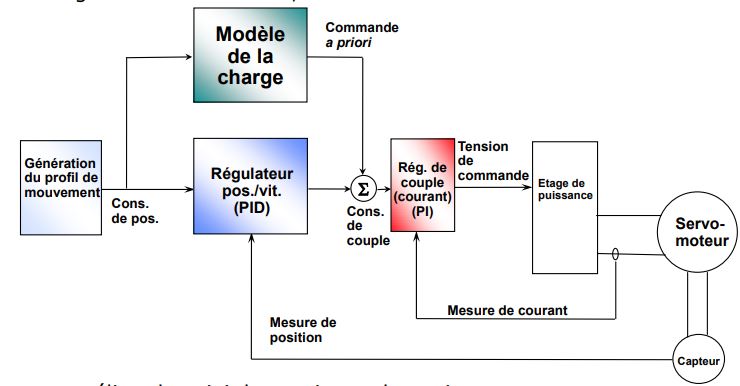 Commande
a priori
Modèle
de la
charge
Génération
du profil de
mouvement
Cons.
de pos.
Régulateur
pos./vit.
(PID)
Σ
Cons.
de
couple
Rég. de
couple
(courant)
(PI)
Tension
de
commande
Etage de
puissance
Servo-
moteur
Mesure de courant
Mesure de
position
Capteur